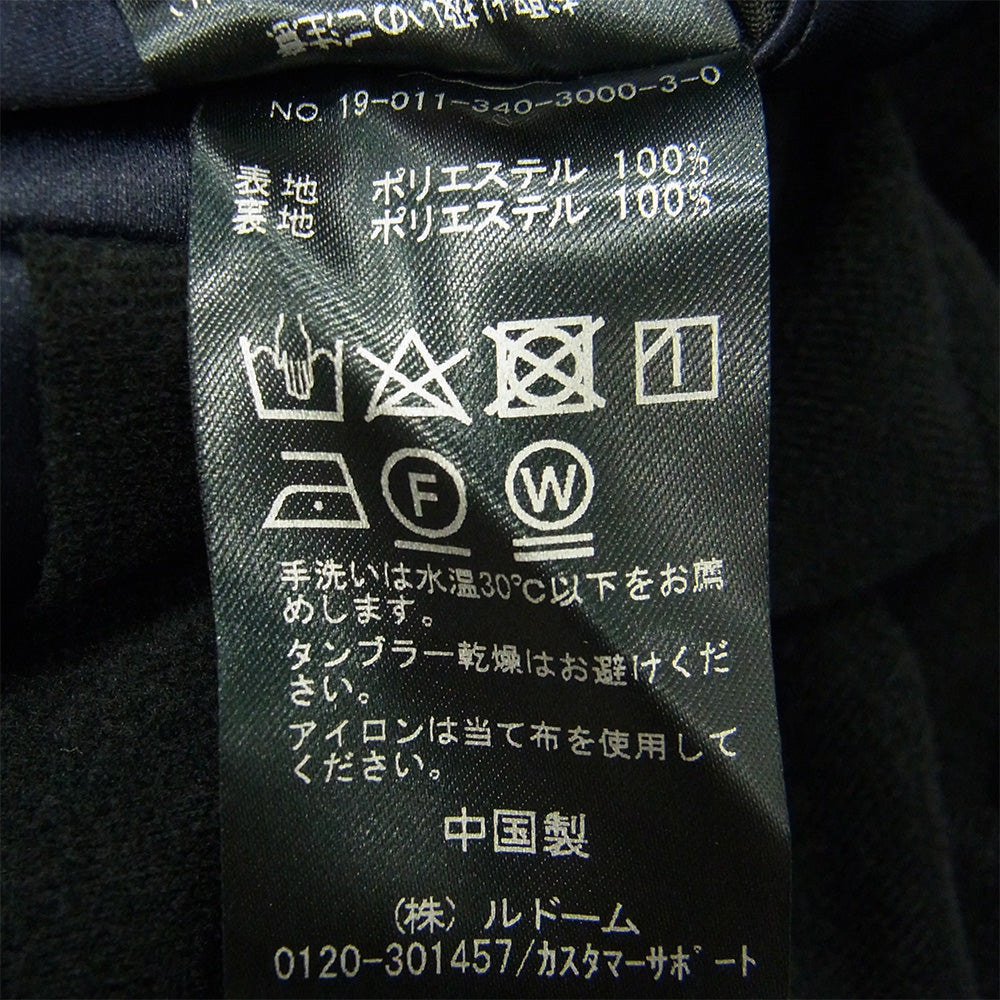 NO 19-011-340-3000-3-0
表 地 ポリエステル 100%
裏 地 ポリエステル 100%
F W
手洗いは水温30℃以下をお薦
めします。
タンブラー乾燥はお避けくだ
さい。
アイロンは当て布を使用して
ください。
中国製
(株) ルドーム
0120-301457/カスタマーサポート